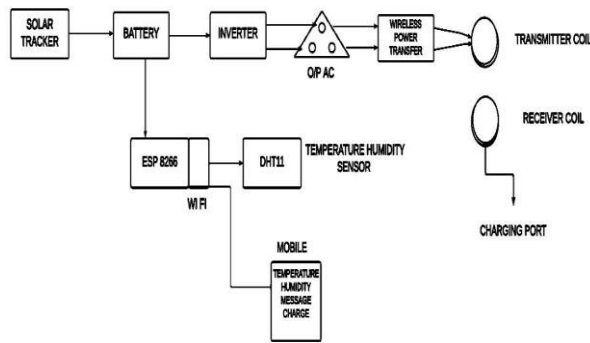 SOLAR
TRACKER
BATTERY
INVERTER
O/P AC
WIRELESS
POWER
TRANSFER
TRANSMITTER COIL
RECEIVER COIL
CHARGING PORT
ESP 8266
WI FI
DHT11
TEMPERATURE HUMIDITY
SENSOR
MOBILE
TEMPERATURE
HUMIDITY
MESSAGE
CHARGE